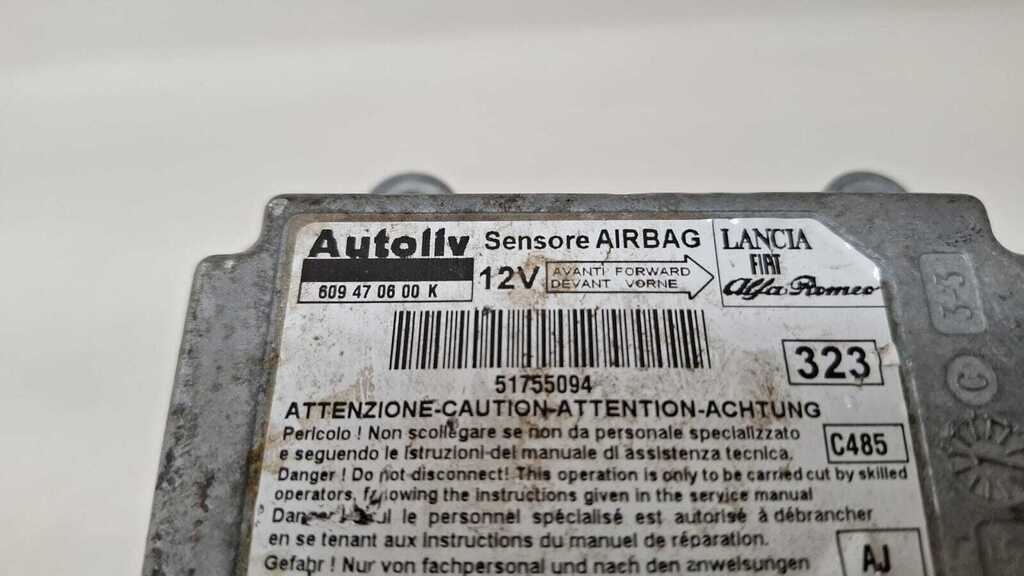 Autoliv Sensore AIRBAG
LANCIA
FIAT
Alfa Romeo
609 47 06 00 K
12V
AVANTI FORWARD
DEVANT VORNE
51755094
323
ATTENZIONE-CAUTION-ATTENTION-ACHTUNG
Pericolo ! Non scollegare se non da personale specializzato
e seguendo le istruzioni del manuale di assistenza tecnica.
C485
Danger ! Do not disconnect! This operation is only to be carried cut by skilled
operators, following the instructions given in the service manual
Danger le personnel spécialisé est autorisé à débrancher
en se tenant aux instructions du manuel de réparation.
AJ
Gefahr ! Nur von fachpersonal und nach den anweisungen
33
C